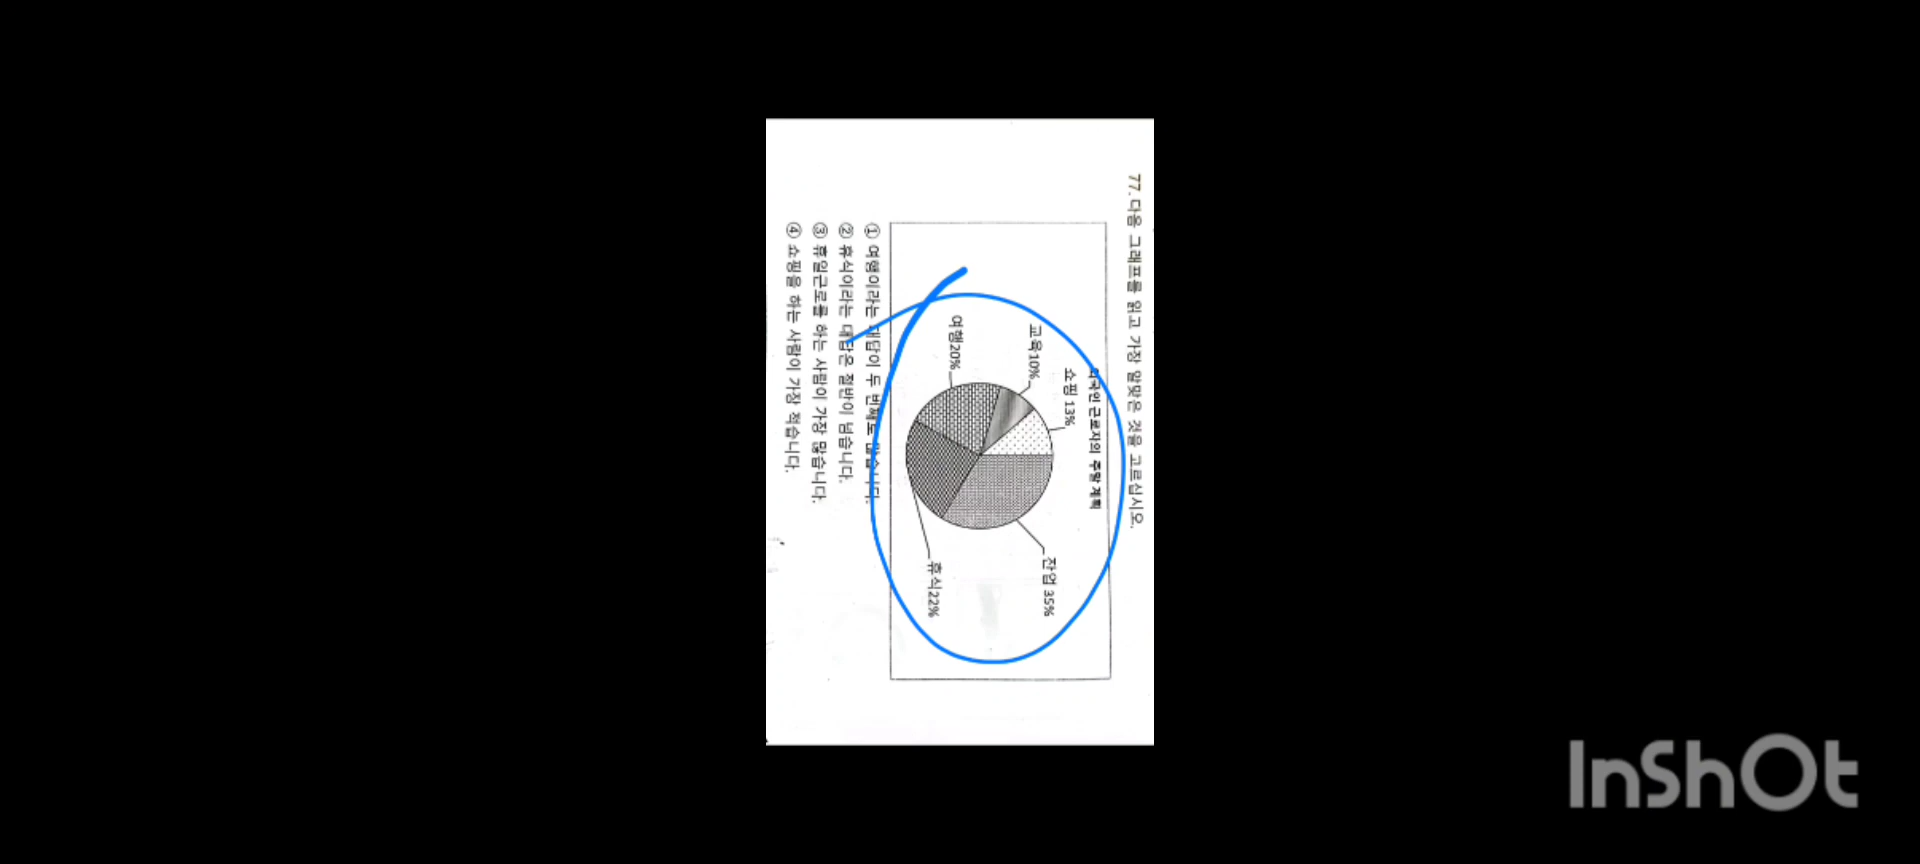 77. 다음 그래프를 읽고 가장 알맞은 것을 고르십시오.
외국인 근로자의 주말 계획
쇼핑 13%
교육10%
여행20%
잔업 35%
휴식22%
① 여행이라는 대답이 두 번째로 많습니다.
② 휴식이라는 대답은 절반이 넘습니다.
③ 휴일근로를 하는 사람이 가장 많습니다.
④ 쇼핑을 하는 사람이 가장 적습니다.
InShOt